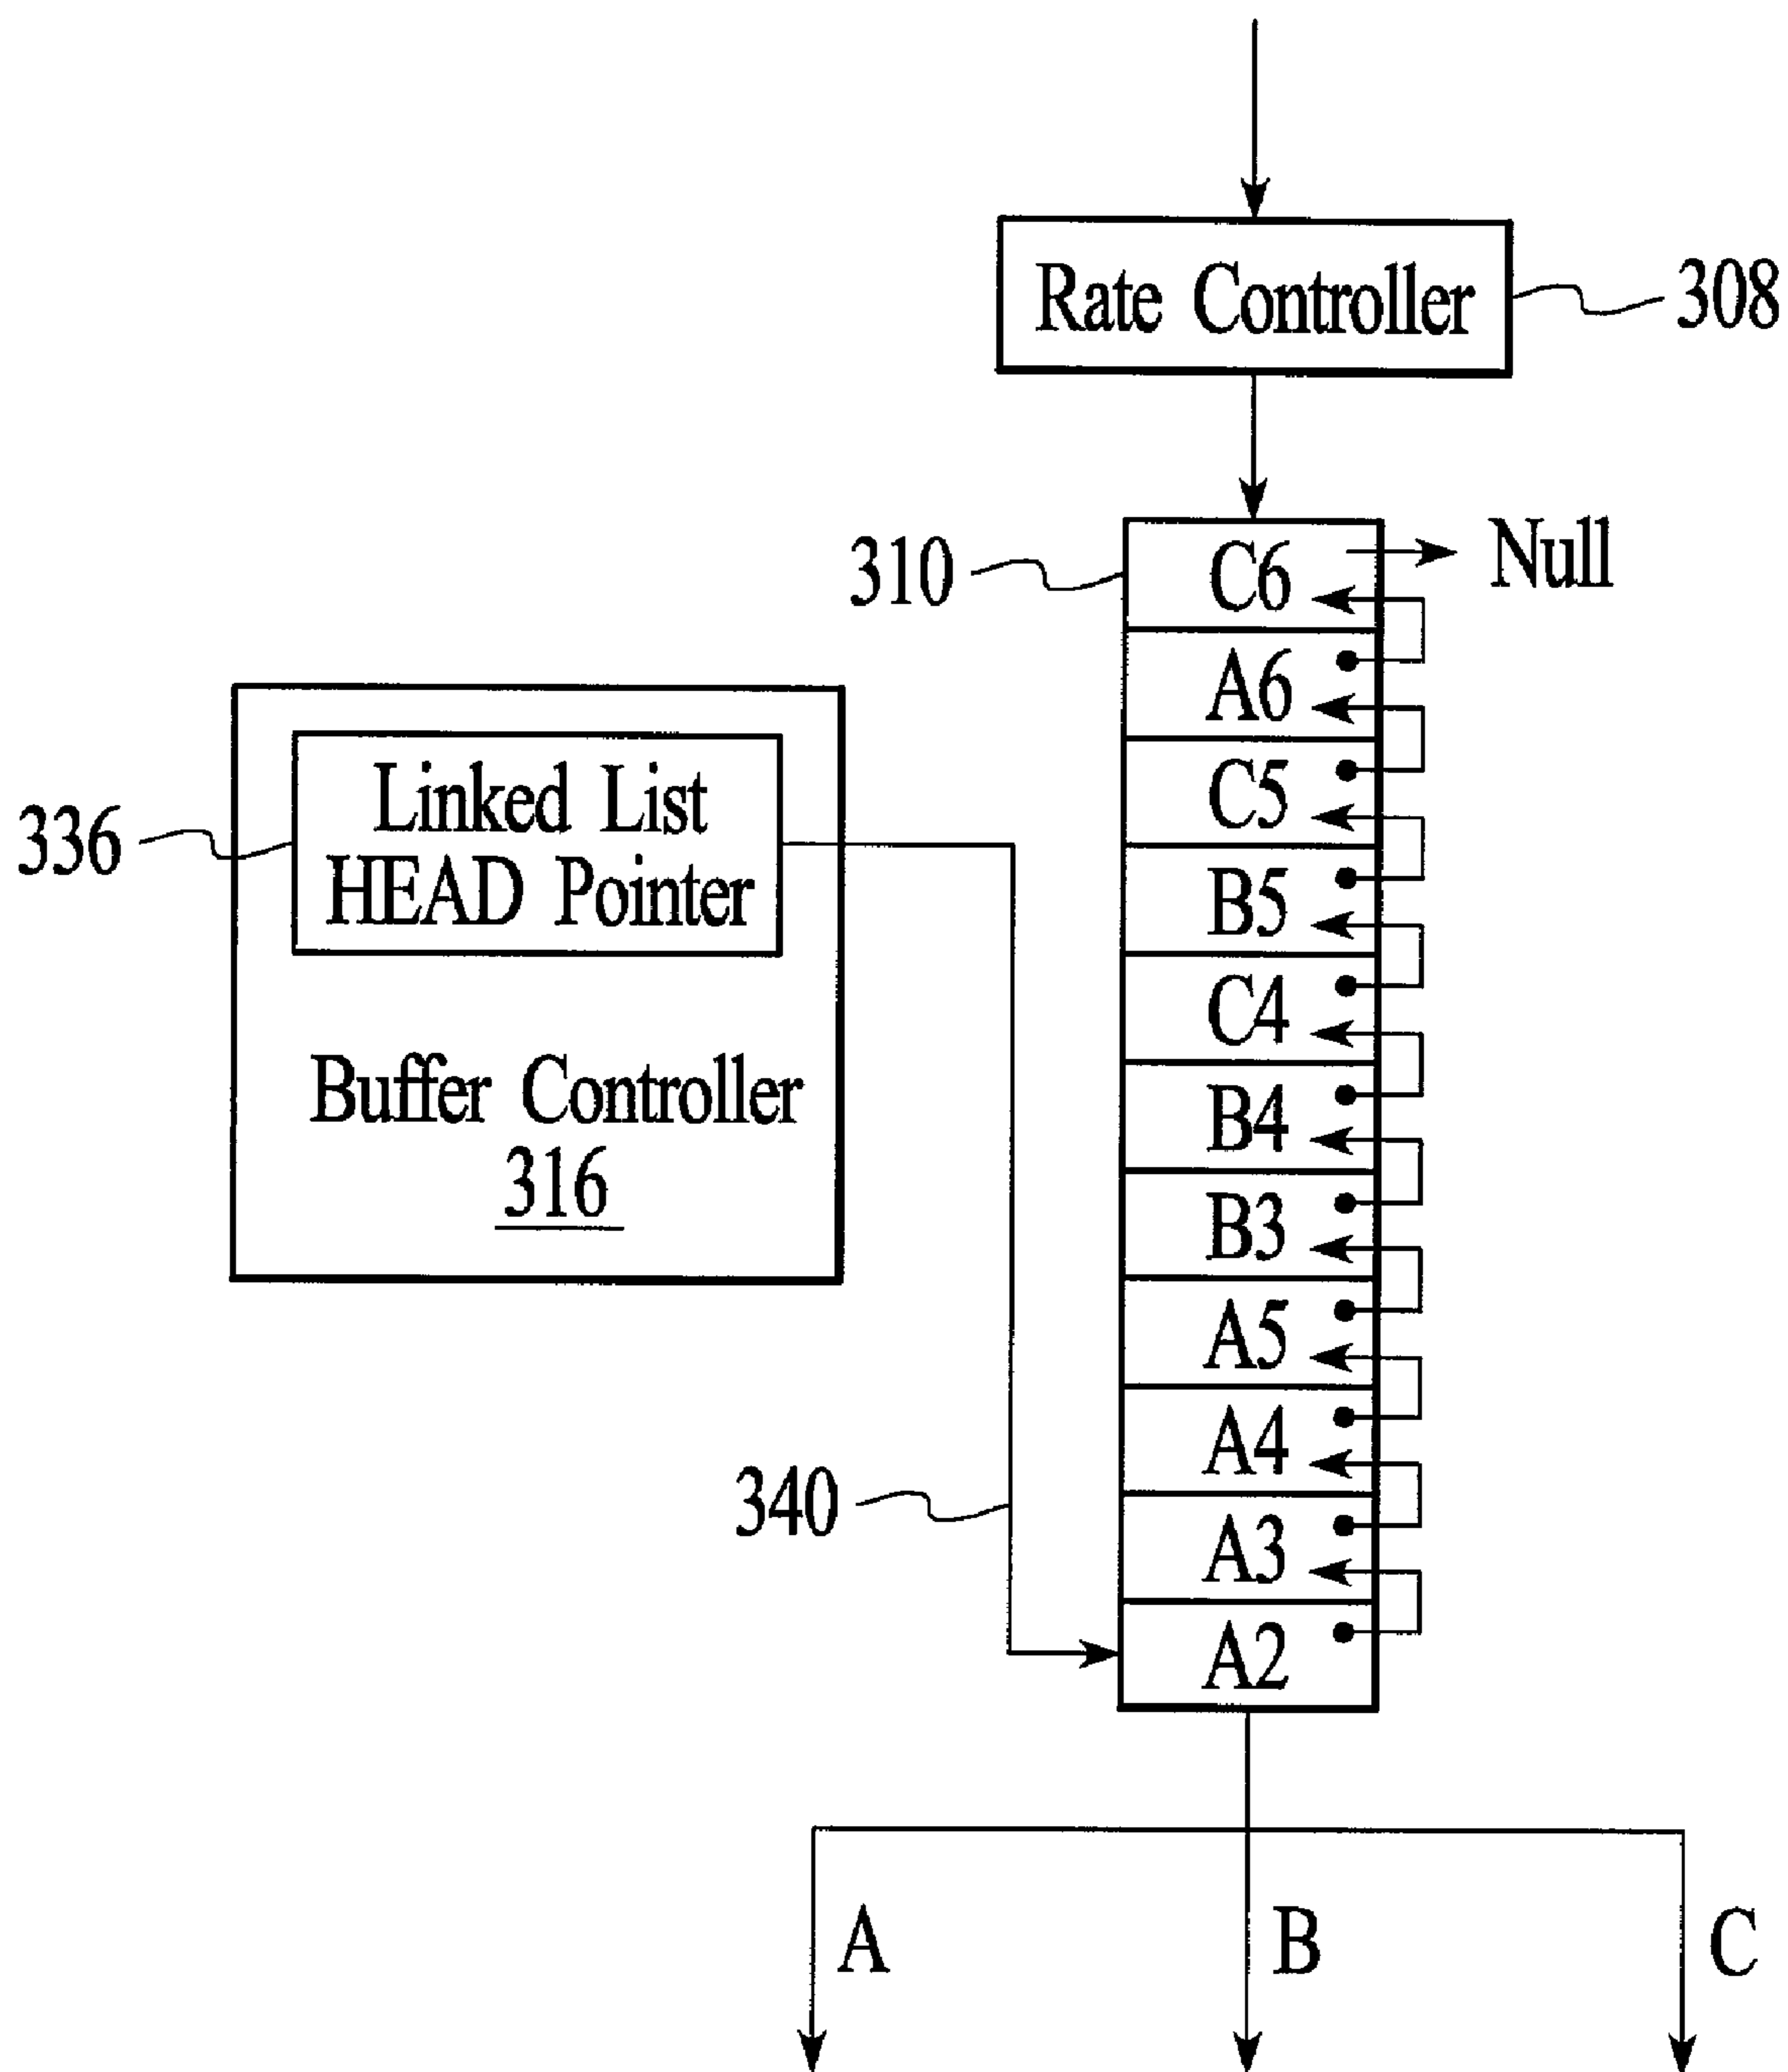 Rate Controller
308
310
C6
Null
A6
C5
B5
C4
B4
B3
A5
A4
A3
A2
336
Linked List
HEAD Pointer
Buffer Controller
316
340
A
B
C